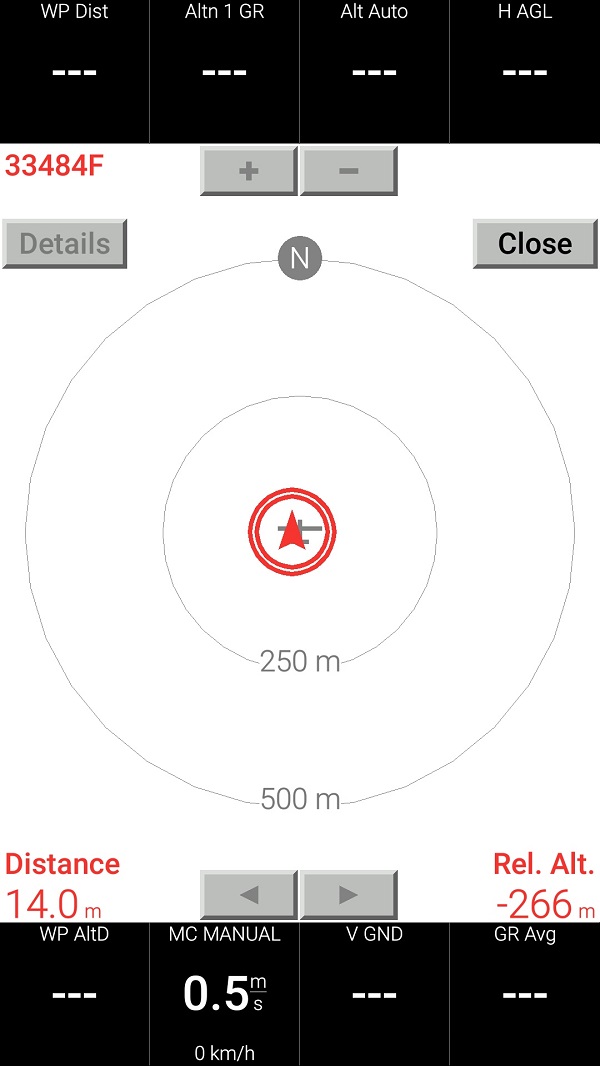 WP Dist Altn 1 GR Alt Auto H AGL
--- --- --- ---
33484F + −
Details Close
N
250 m
500 m
Distance Rel. Alt.
14.0 m ◀ ▶ -266 m
WP AltD MC MANUAL V GND GR Avg
--- 0.5 m/s --- ---
0 km/h